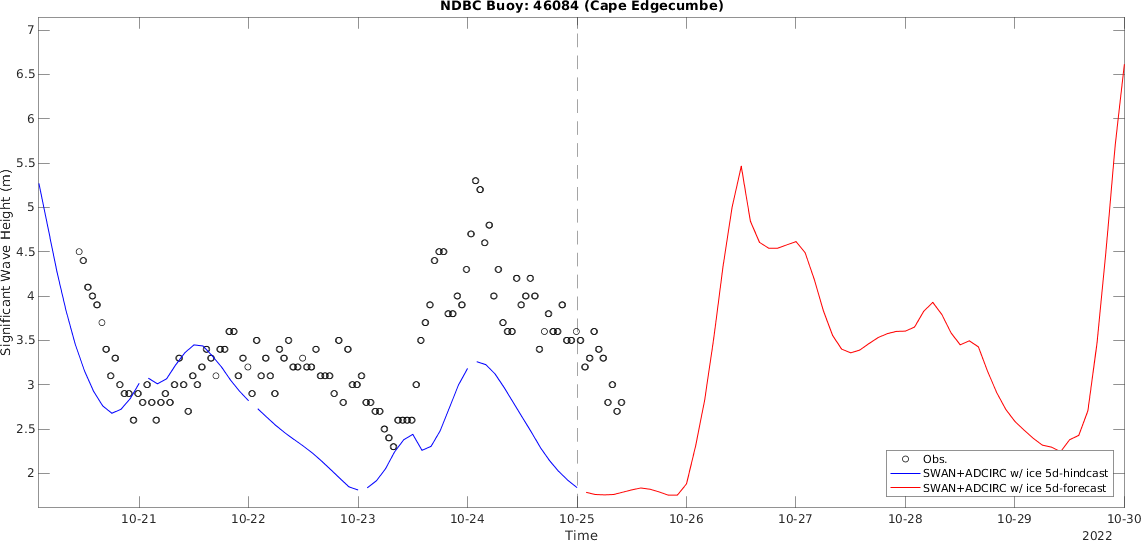 NDBC Buoy: 46084 (Cape Edgecumbe)
Significant Wave Height (m)
7
6.5
6
5.5
5
4.5
4
3.5
3
2.5
2
Obs.
SWAN+ADCIRC w/ ice 5d-hindcast
SWAN+ADCIRC w/ ice 5d-forecast
10-21 10-22 10-23 10-24 10-25 10-26 10-27 10-28 10-29 10-30
Time
2022